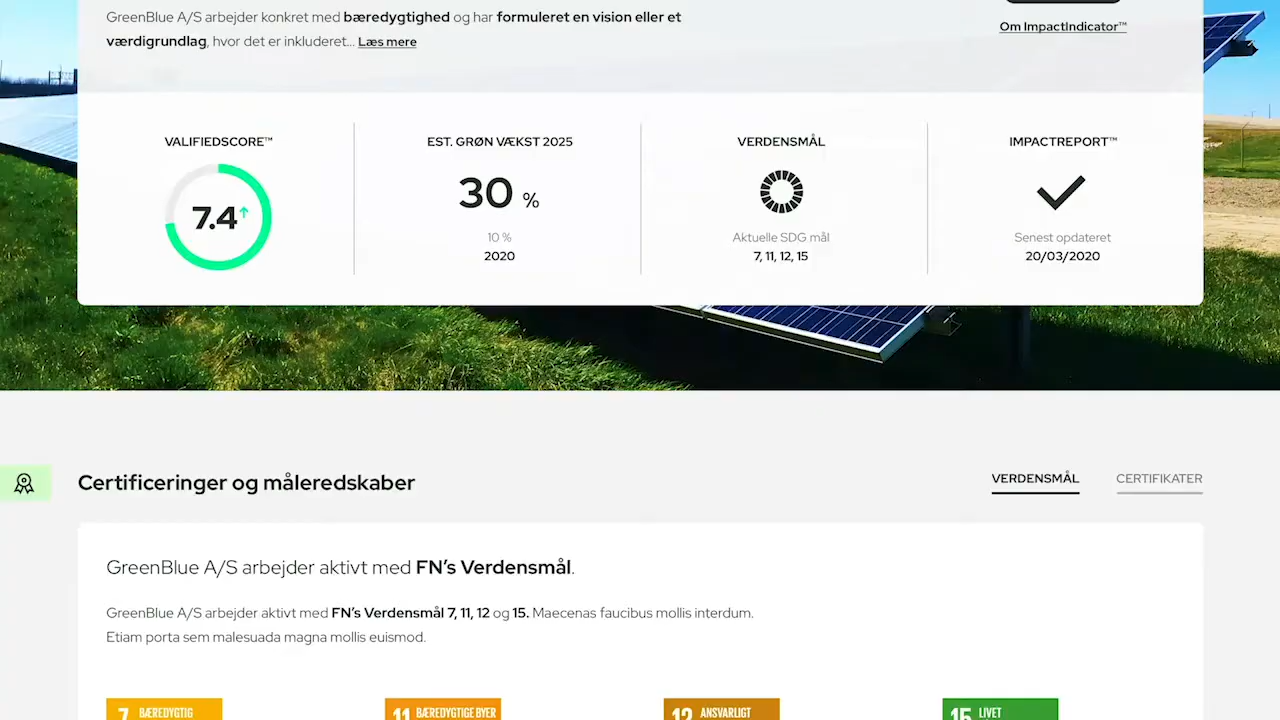 GreenBlue A/S arbejder konkret med bæredygtighed og har formuleret en vision eller et
værdigrundlag, hvor det er inkluderet... Læs mere
Om ImpactIndicator™
VALIFIEDSCORE™
7.4↑
EST. GRØN VÆKST 2025
30 %
10 %
2020
VERDENSMÅL
Aktuelle SDG mål
7, 11, 12, 15
IMPACTREPORT™
Senest opdateret
20/03/2020
Certificeringer og måleredskaber
VERDENSMÅL
CERTIFIKATER
GreenBlue A/S arbejder aktivt med FN's Verdensmål.
GreenBlue A/S arbejder aktivt med FN's Verdensmål 7, 11, 12 og 15. Maecenas faucibus mollis interdum.
Etiam porta sem malesuada magna mollis euismod.
7 BÆREDYGTIG
11 BÆREDYGTIGE BYER
12 ANSVARLIGT
15 LIVET